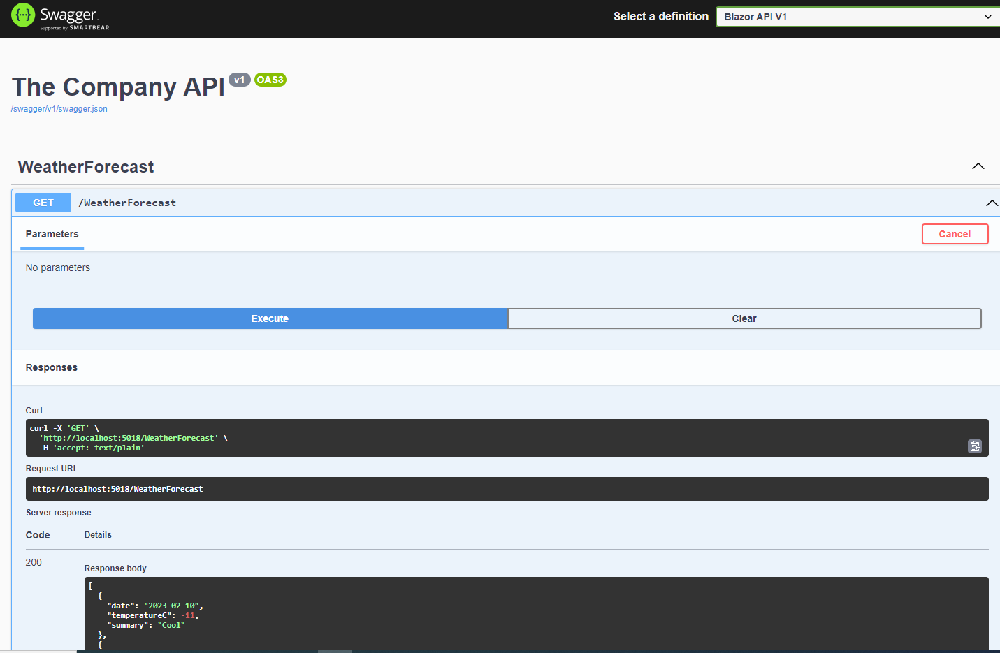 Swagger.
Supported by SMARTBEAR
Select a definition
Blazor API V1
The Company API v1 OAS3
/swagger/v1/swagger.json
WeatherForecast
GET /WeatherForecast
Parameters
Cancel
No parameters
Execute
Clear
Responses
Curl
curl -X 'GET' \
'http://localhost:5018/WeatherForecast' \
-H 'accept: text/plain'
Request URL
http://localhost:5018/WeatherForecast
Server response
Code Details
200
Response body
[
{
"date": "2023-02-10",
"temperatureC": -11,
"summary": "Cool"
},
{